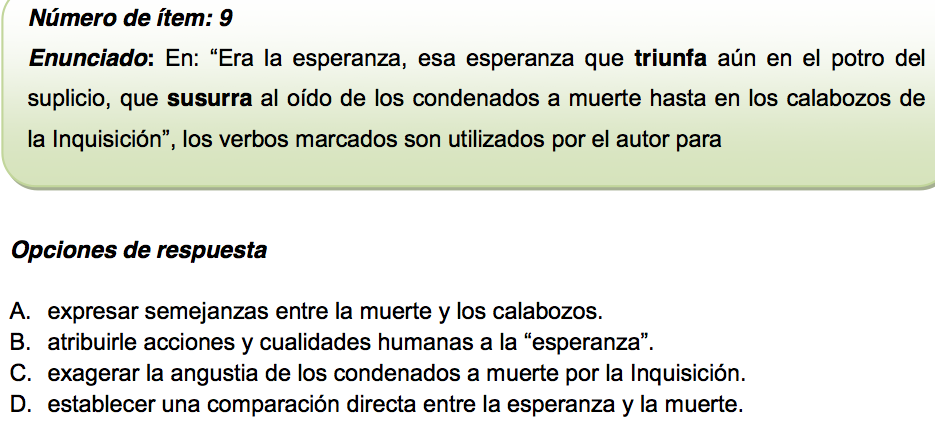 Número de ítem: 9
Enunciado: En: “Era la esperanza, esa esperanza que triunfa aún en el potro del
suplicio, que susurra al oído de los condenados a muerte hasta en los calabozos de
la Inquisición”, los verbos marcados son utilizados por el autor para
Opciones de respuesta
A. expresar semejanzas entre la muerte y los calabozos.
B. atribuirle acciones y cualidades humanas a la “esperanza”.
C. exagerar la angustia de los condenados a muerte por la Inquisición.
D. establecer una comparación directa entre la esperanza y la muerte.